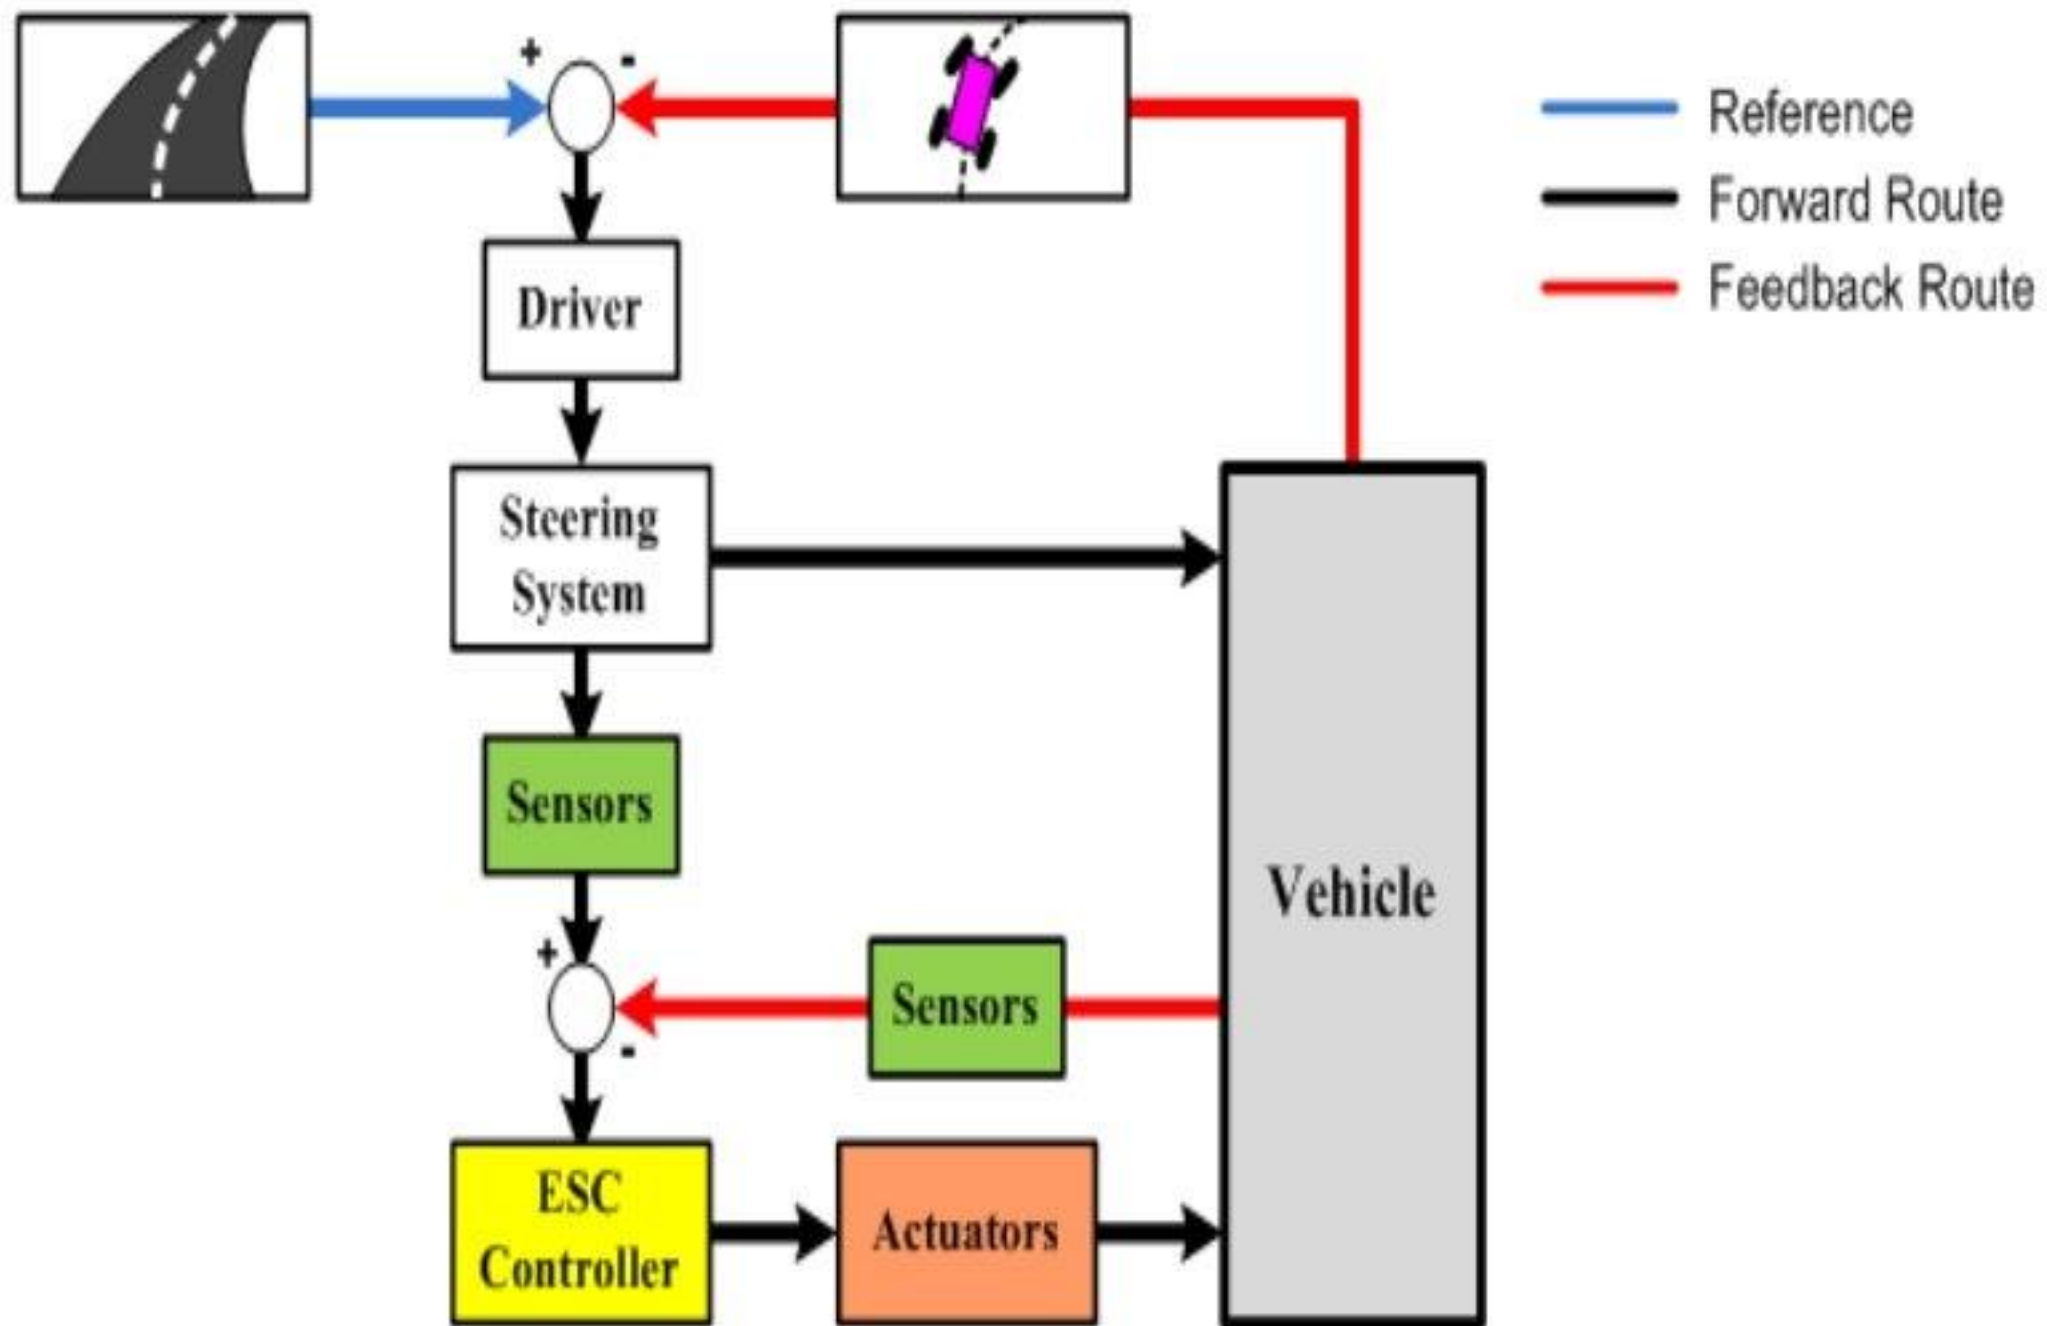 + -
Reference
Forward Route
Feedback Route
Driver
Steering
System
Sensors
Vehicle
+
Sensors
-
ESC
Controller
Actuators